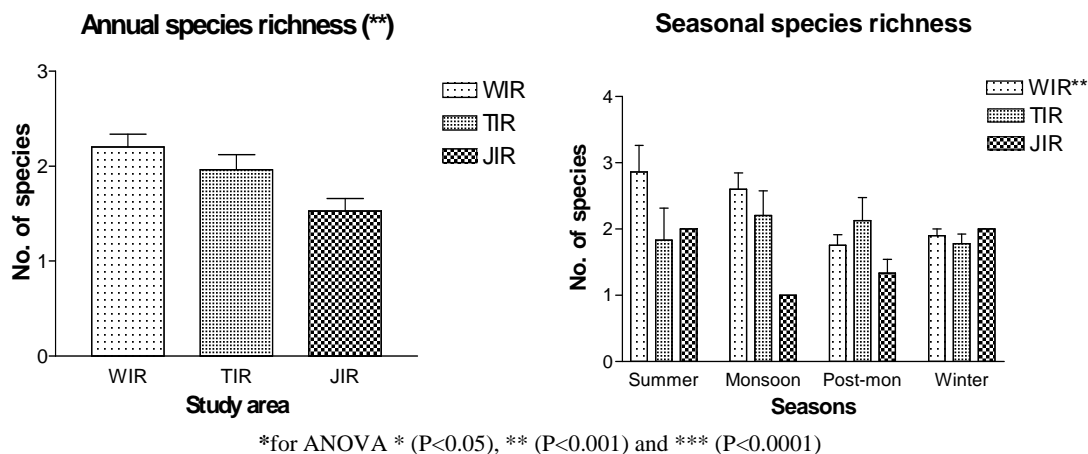 Annual species richness (**)
3
2
1
0
No. of species
WIR
TIR
JIR
Study area
WIR
TIR
JIR
Seasonal species richness
4
3
2
1
0
No. of species
Summer
Monsoon
Post-mon
Winter
Seasons
WIR**
TIR
JIR
*for ANOVA * (P<0.05), ** (P<0.001) and *** (P<0.0001)